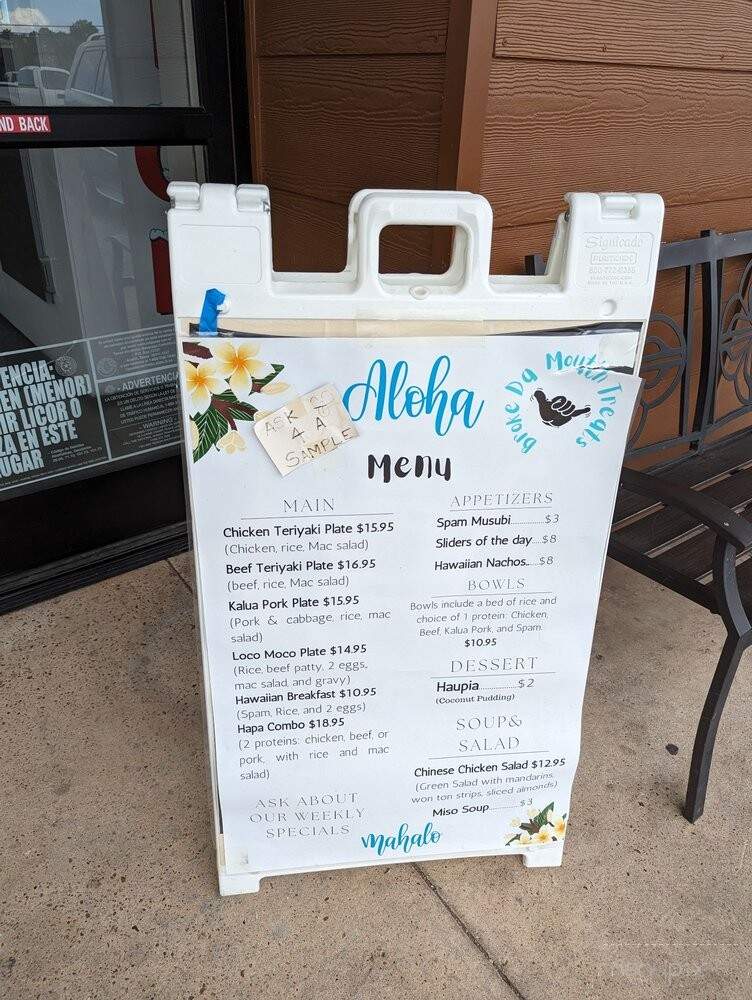 ND BACK
Signicade
Aloha
Broke Da Mouth Treats
ASK
4 A
SAMPLE
Menu
MAIN
Chicken Teriyaki Plate $15.95
(Chicken, rice, Mac salad)
Beef Teriyaki Plate $16.95
(beef, rice, Mac salad)
Kalua Pork Plate $15.95
(Pork & cabbage, rice, mac
salad)
Loco Moco Plate $14.95
(Rice, beef patty, 2 eggs,
mac salad, and gravy)
Hawaiian Breakfast $10.95
(Spam, Rice, and 2 eggs)
Hapa Combo $18.95
(2 proteins: chicken, beef, or
pork, with rice and mac
salad)
ASK ABOUT
OUR WEEKLY
SPECIALS
APPETIZERS
Spam Musubi..............$3
Sliders of the day....$8
Hawaiian Nachos.....$8
BOWLS
Bowls include a bed of rice and
choice of 1 protein: Chicken,
Beef, Kalua Pork, and Spam.
$10.95
DESSERT
Haupia................$2
(Coconut Pudding)
SOUP&
SALAD
Chinese Chicken Salad $12.95
(Green Salad with mandarins,
won ton strips, sliced almonds)
Miso Soup............$3
Mahalo
ENCIA:
EN (MENOR)
IR LICOR O
ZA EN ESTE
UGAR
ADVERTENCI
WARNING